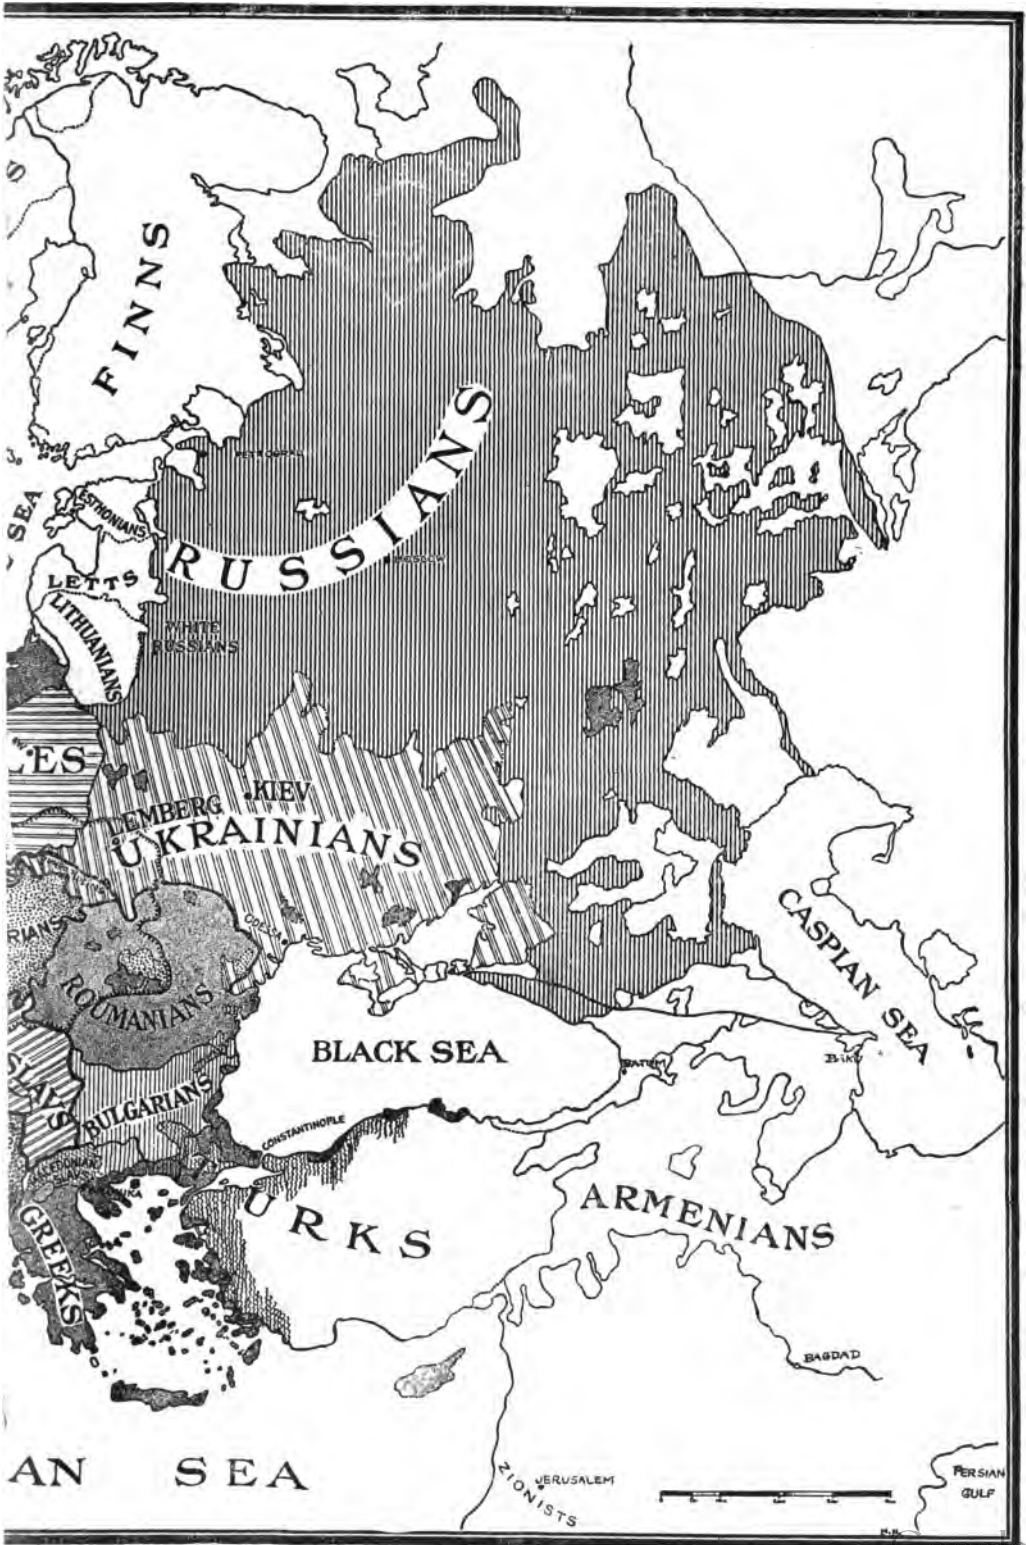 FINNS
PETROGRAD
SEA
ESTHONIANS
RUSSIANS
MOSCOW
LETTS
LITHUANIANS
WHITE
RUSSIANS
ES
KIEV
LEMBERG
UKRAINIANS
RIANS
ODESSA
CASPIAN SEA
ROUMANIANS
BLACK SEA
BATUM
BAKU
SLAVS
BULGARIANS
CONSTANTINOPLE
GREEKS
URKS
ARMENIANS
BAGDAD
AN SEA
ZIONISTS
JERUSALEM
PERSIAN
GULF